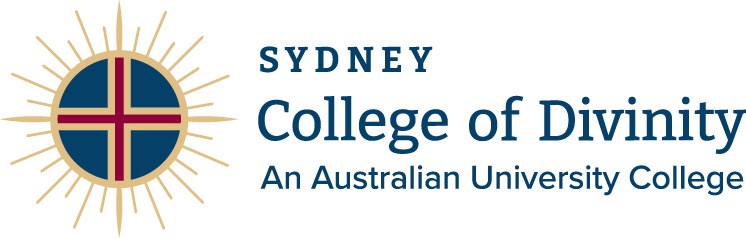 SYDNEY
College of Divinity
An Australian University College